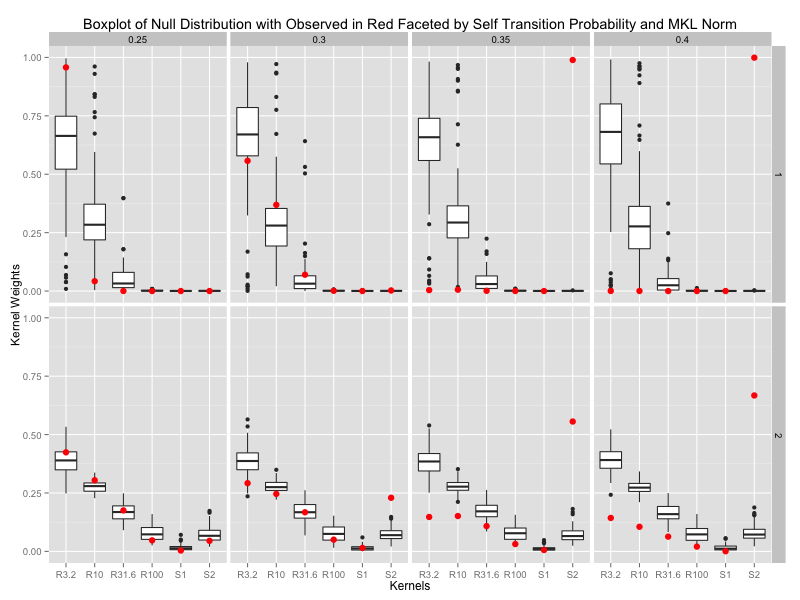 Boxplot of Null Distribution with Observed in Red Faceted by Self Transition Probability and MKL Norm
0.25 0.3 0.35 0.4
1.00
0.75
0.50
0.25
0.00
1
Kernel Weights
1.00
0.75
0.50
0.25
0.00
2
R3.2 R10 R31.6 R100 S1 S2 R3.2 R10 R31.6 R100 S1 S2 R3.2 R10 R31.6 R100 S1 S2 R3.2 R10 R31.6 R100 S1 S2
Kernels